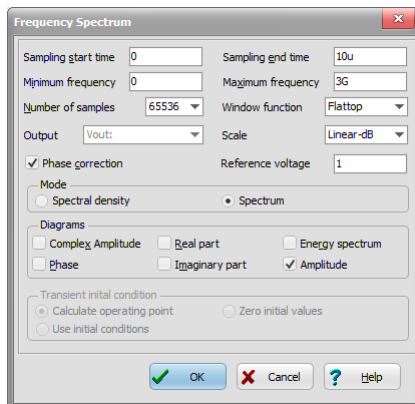 Frequency Spectrum
Sampling start time 0 Sampling end time 10u
Minimum frequency 0 Maximum frequency 3G
Number of samples 65536 Window function Flattop
Output Vout: Scale Linear-dB
Phase correction Reference voltage 1
Mode
Spectral density Spectrum
Diagrams
Complex Amplitude Real part Energy spectrum
Phase Imaginary part Amplitude
Transient inital condition
Calculate operating point Zero initial values
Use initial conditions
OK Cancel ? Help